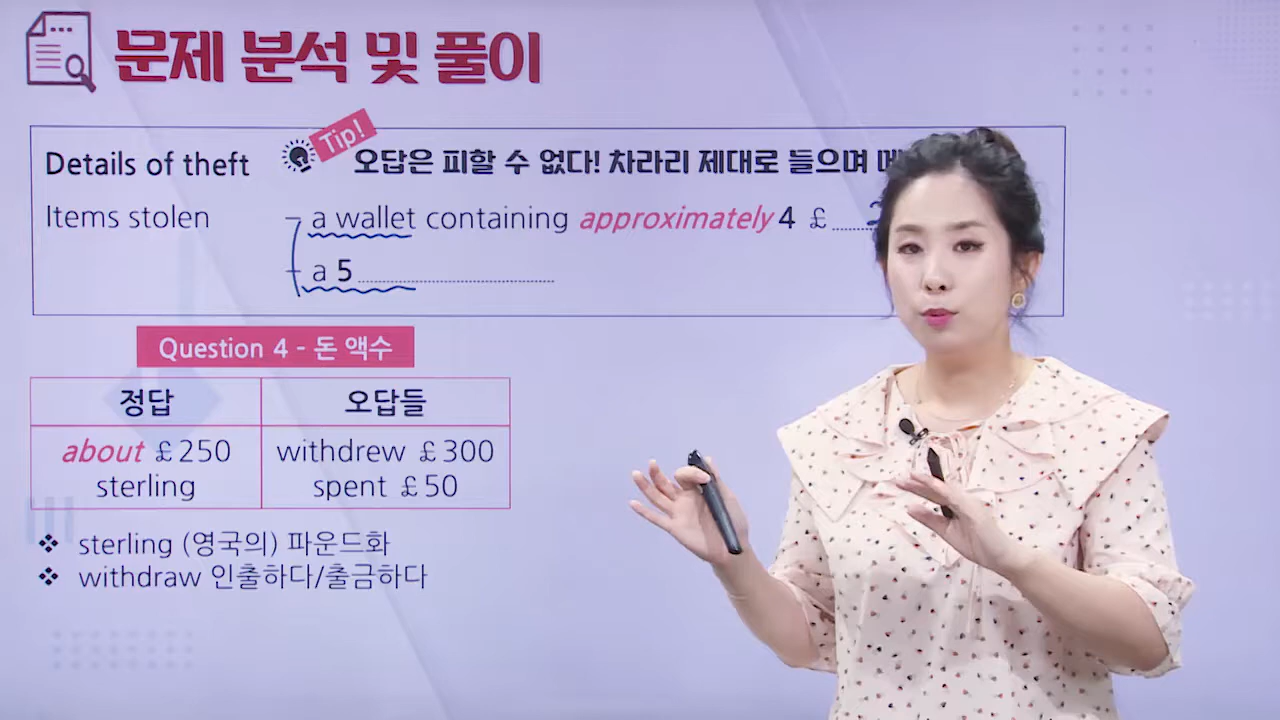 문제 분석 및 풀이
Tip!
Details of theft 오답은 피할 수 없다! 차라리 제대로 들으며
Items stolen a wallet containing approximately 4 £
a 5
Question 4 - 돈 액수
정답 오답들
about £250 withdrew £300
sterling spent £50
❖ sterling (영국의) 파운드화
❖ withdraw 인출하다/출금하다